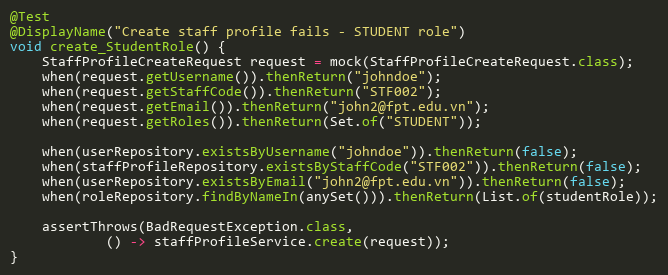 @Test
@DisplayName("Create staff profile fails - STUDENT role")
void create_StudentRole() {
    StaffProfileCreateRequest request = mock(StaffProfileCreateRequest.class);
    when(request.getUsername()).thenReturn("johndoe");
    when(request.getStaffCode()).thenReturn("STF002");
    when(request.getEmail()).thenReturn("john2@fpt.edu.vn");
    when(request.getRoles()).thenReturn(Set.of("STUDENT"));

    when(userRepository.existsByUsername("johndoe")).thenReturn(false);
    when(staffProfileRepository.existsByStaffCode("STF002")).thenReturn(false);
    when(userRepository.existsByEmail("john2@fpt.edu.vn")).thenReturn(false);
    when(roleRepository.findByNameIn(anySet())).thenReturn(List.of(studentRole));

    assertThrows(BadRequestException.class,
            () -> staffProfileService.create(request));
}